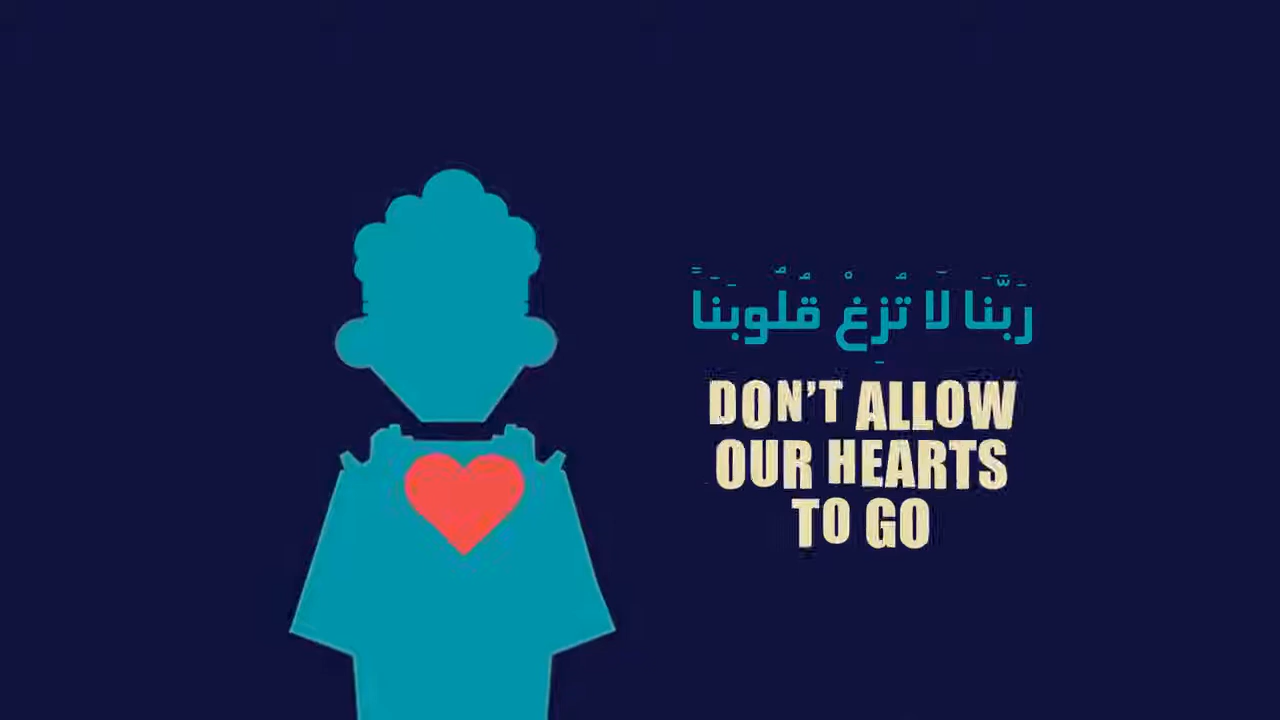 رَبَّنَا لَا تُزِغْ قُلُوبَنَا
DON'T ALLOW
OUR HEARTS
TO GO